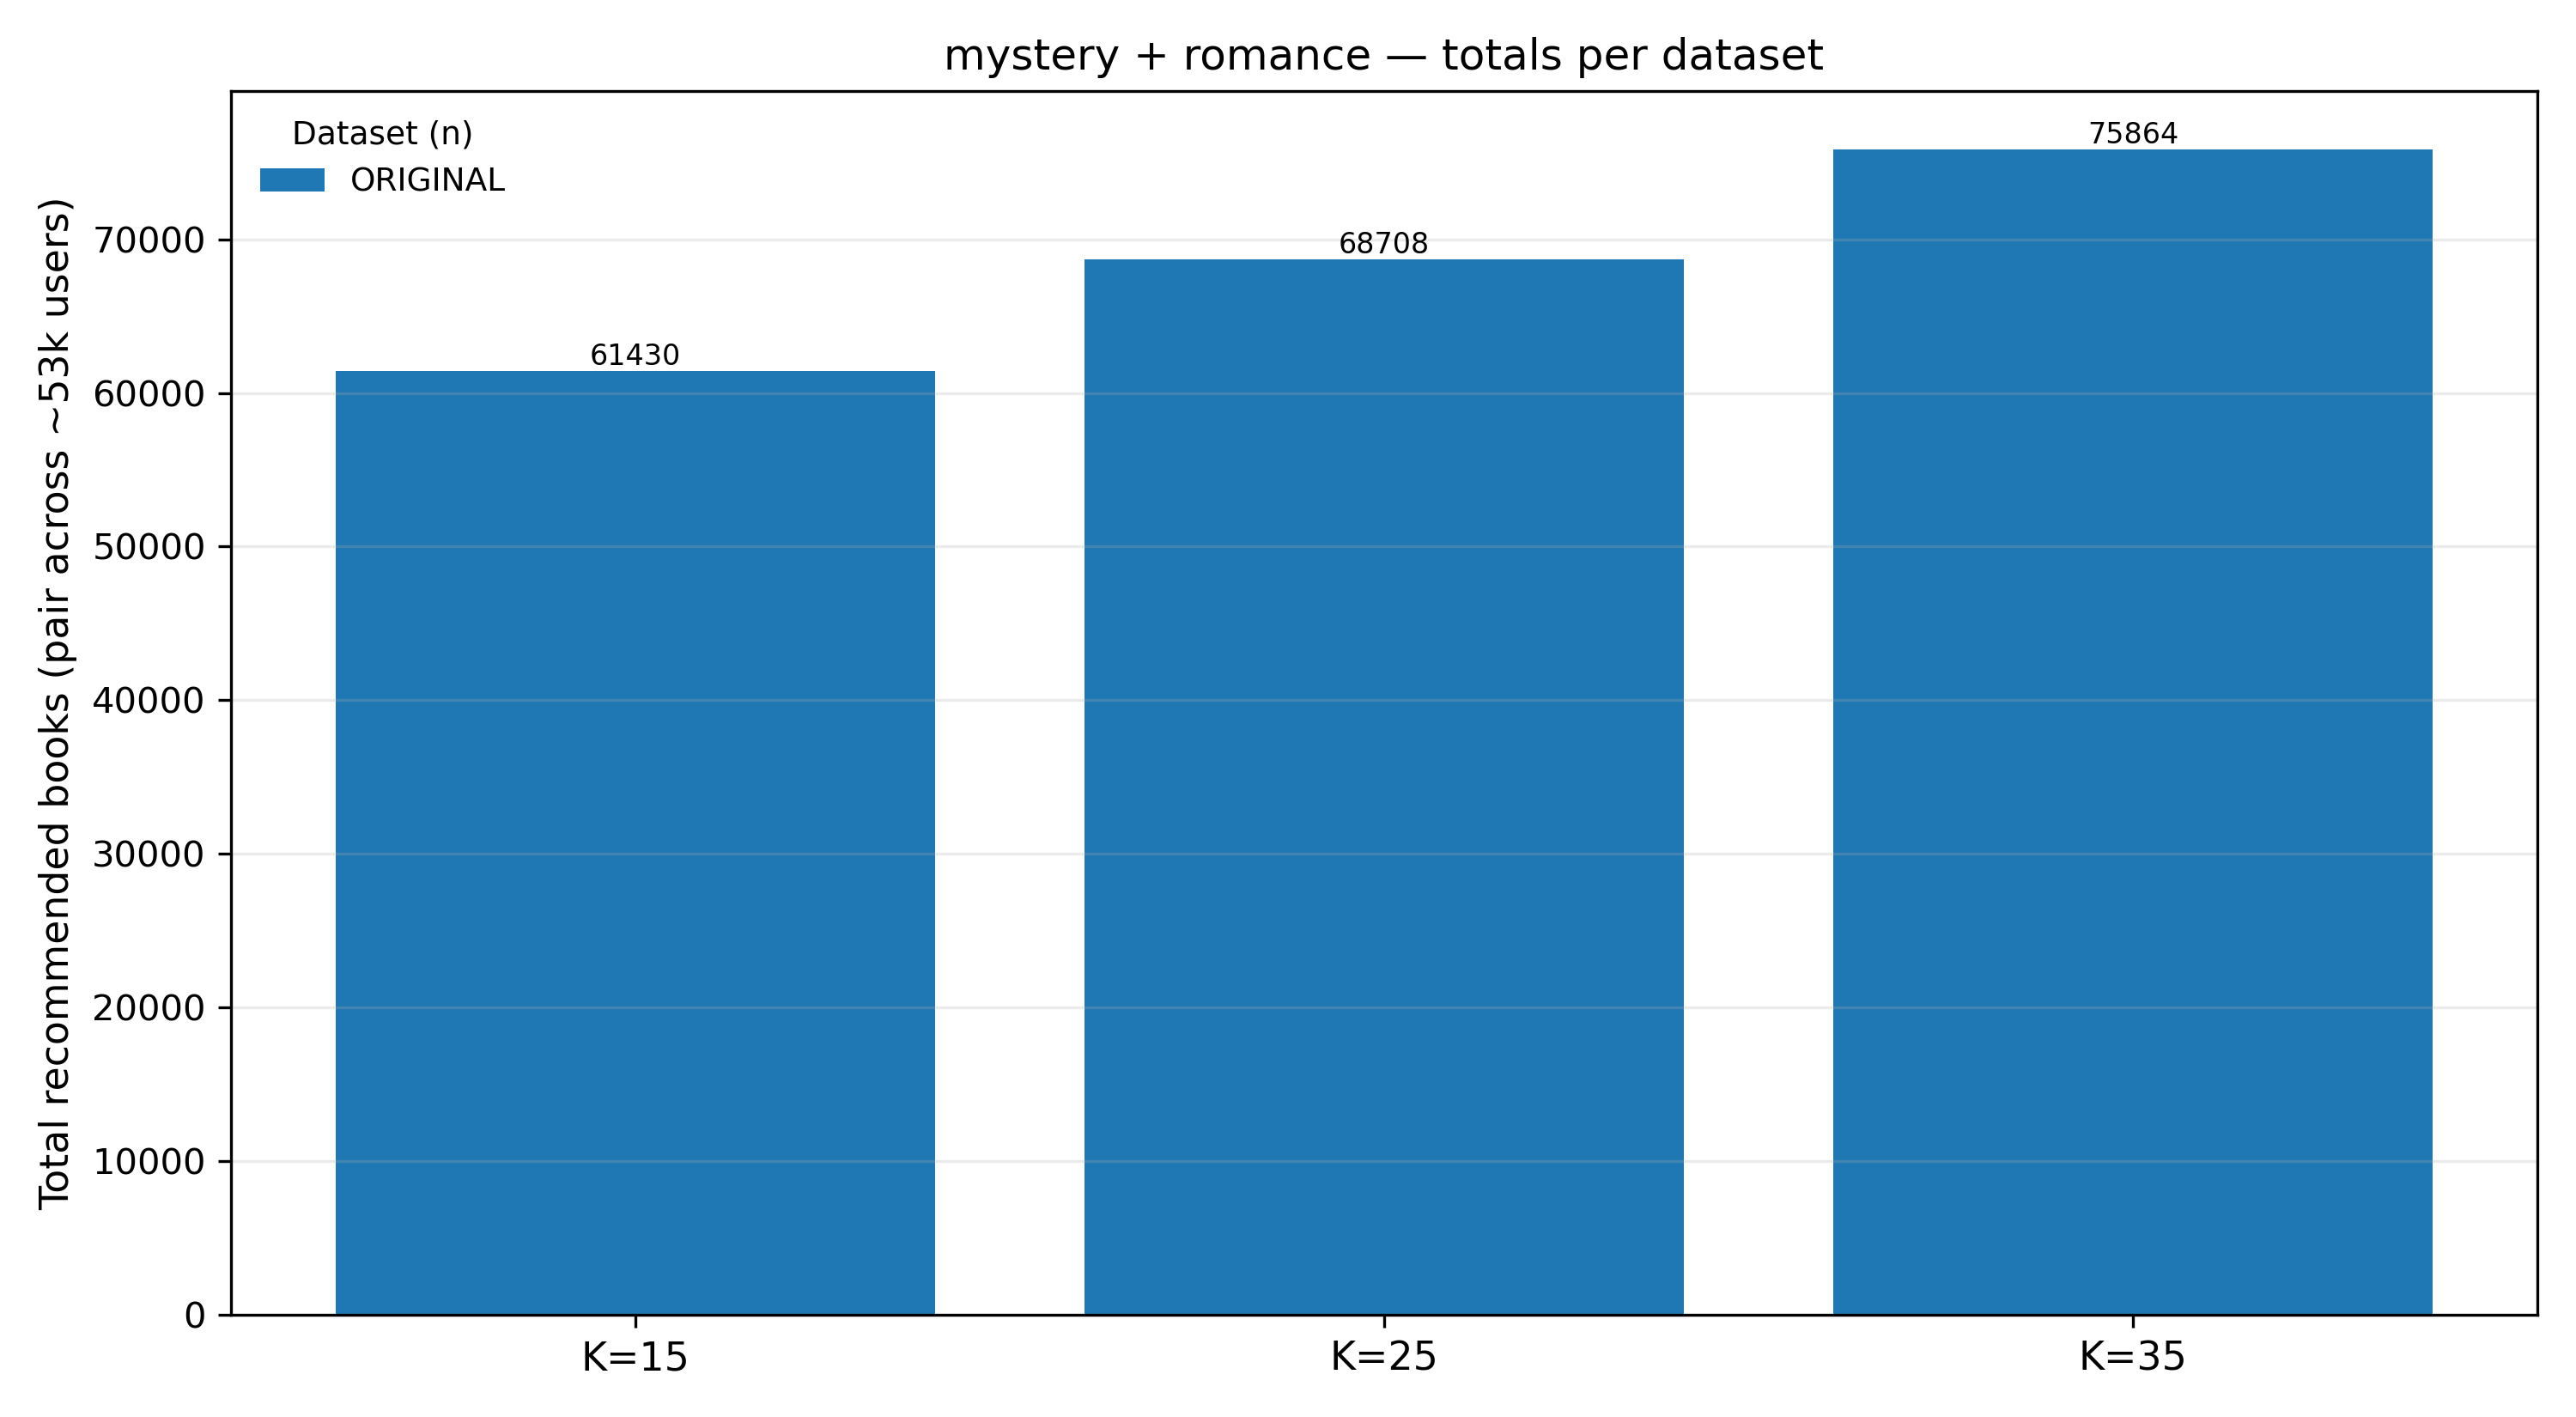 mystery + romance — totals per dataset
Dataset (n)
ORIGINAL
Total recommended books (pair across ~53k users)
70000
60000
50000
40000
30000
20000
10000
0
61430
68708
75864
K=15
K=25
K=35